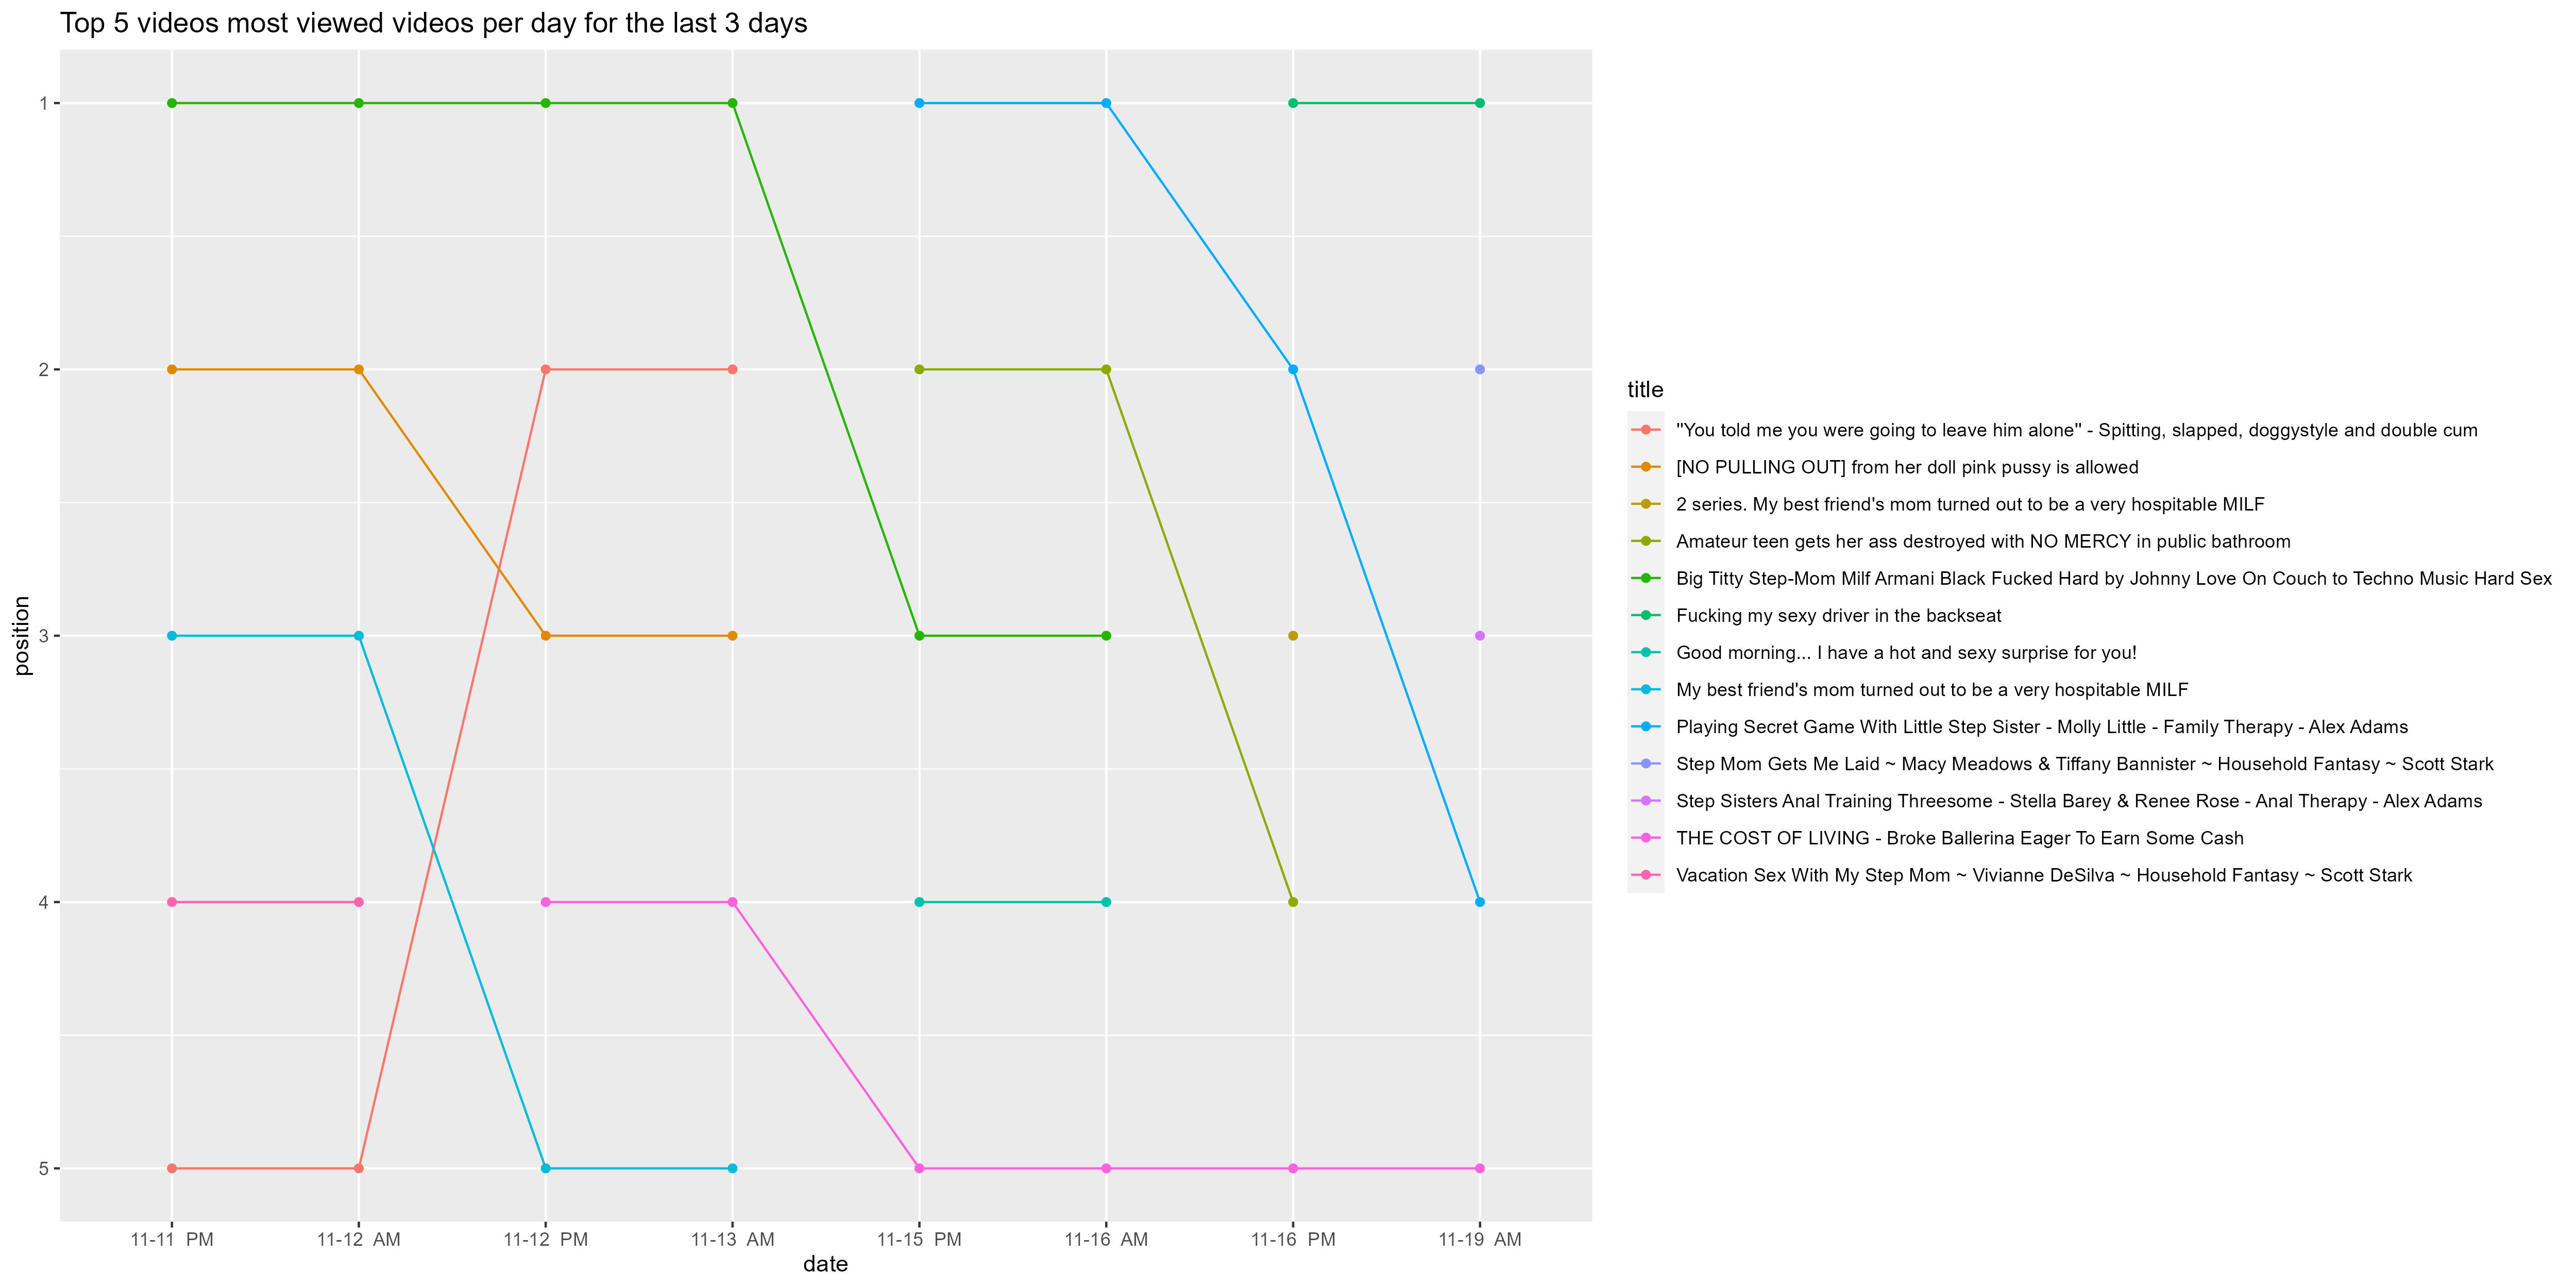 Top 5 videos most viewed videos per day for the last 3 days
position
1
2
3
4
5
11-11 PM
11-12 AM
11-12 PM
11-13 AM
11-15 PM
11-16 AM
11-16 PM
11-19 AM
date
title
"You told me you were going to leave him alone" - Spitting, slapped, doggystyle and double cum
[NO PULLING OUT] from her doll pink pussy is allowed
2 series. My best friend's mom turned out to be a very hospitable MILF
Amateur teen gets her ass destroyed with NO MERCY in public bathroom
Big Titty Step-Mom Milf Armani Black Fucked Hard by Johnny Love On Couch to Techno Music Hard Sex
Fucking my sexy driver in the backseat
Good morning... I have a hot and sexy surprise for you!
My best friend's mom turned out to be a very hospitable MILF
Playing Secret Game With Little Step Sister - Molly Little - Family Therapy - Alex Adams
Step Mom Gets Me Laid ~ Macy Meadows & Tiffany Bannister ~ Household Fantasy ~ Scott Stark
Step Sisters Anal Training Threesome - Stella Barey & Renee Rose - Anal Therapy - Alex Adams
THE COST OF LIVING - Broke Ballerina Eager To Earn Some Cash
Vacation Sex With My Step Mom ~ Vivianne DeSilva ~ Household Fantasy ~ Scott Stark